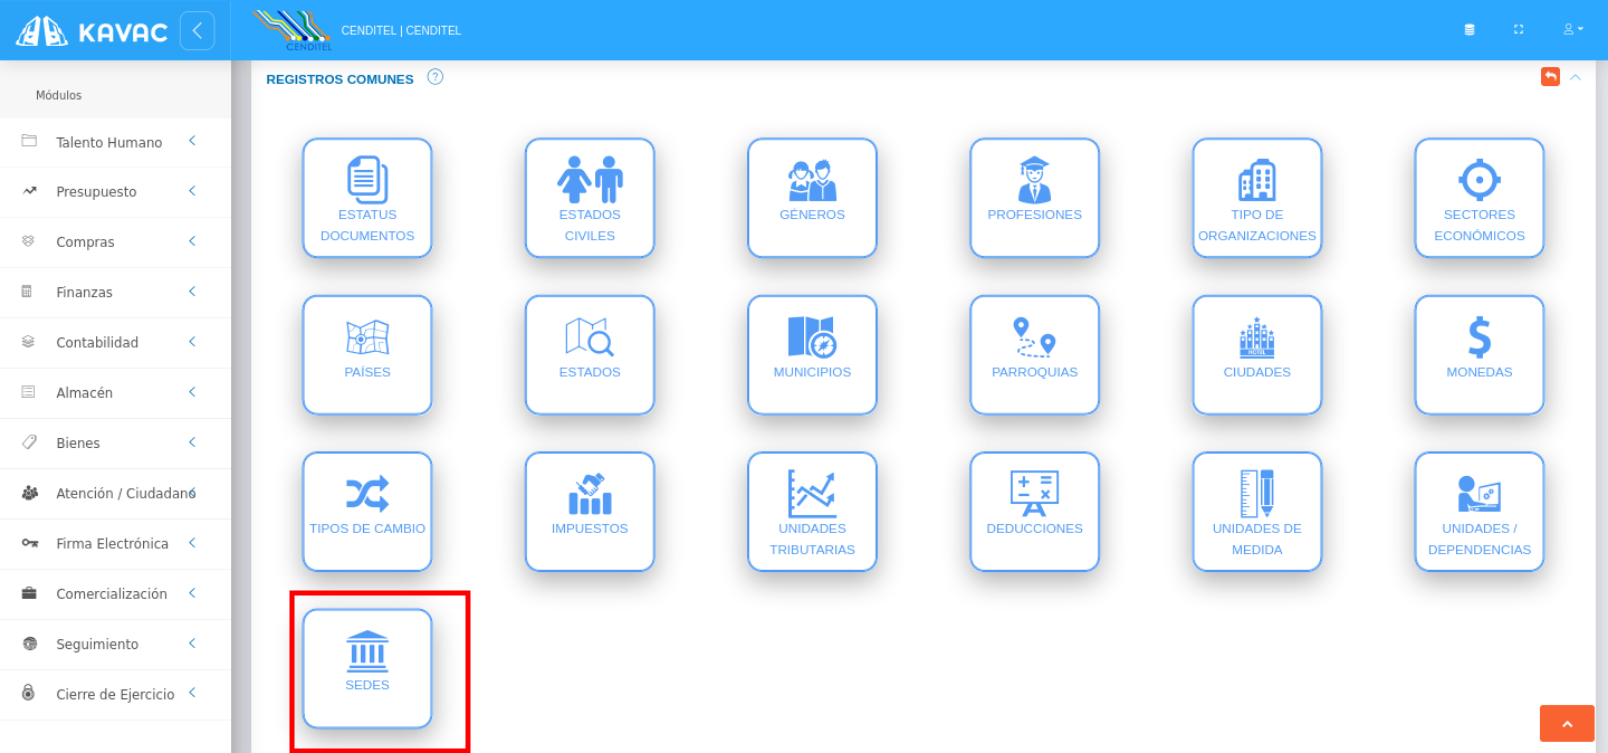 KAVAC
CENDITEL
CENDITEL | CENDITEL
Módulos
Talento Humano
Presupuesto
Compras
Finanzas
Contabilidad
Almacén
Bienes
Atención / Ciudadano
Firma Electrónica
Comercialización
Seguimiento
Cierre de Ejercicio
REGISTROS COMUNES ?
ESTATUS
DOCUMENTOS
ESTADOS
CIVILES
GÉNEROS
PROFESIONES
TIPO DE
ORGANIZACIONES
SECTORES
ECONÓMICOS
PAÍSES
ESTADOS
MUNICIPIOS
PARROQUIAS
HOTEL
CIUDADES
$
MONEDAS
TIPOS DE CAMBIO
IMPUESTOS
UNIDADES
TRIBUTARIAS
DEDUCCIONES
UNIDADES DE
MEDIDA
UNIDADES /
DEPENDENCIAS
SEDES